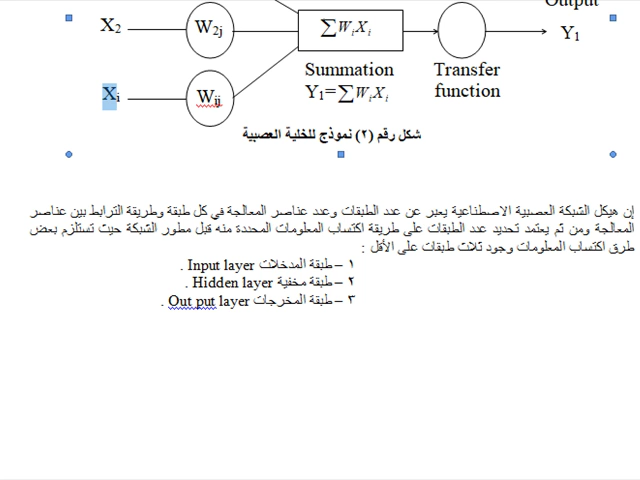 Output
X2
W2j
∑WiXi
Y1
Summation
Transfer
Y1=∑WiXi
function
Xi
Wij
شكل رقم (٢) نموذج للخلية العصبية
إن هيكل الشبكة العصبية الاصطناعية يعبر عن عدد الطبقات وعدد عناصر المعالجة في كل طبقة وطريقة الترابط بين عناصر
المعالجة ومن ثم يعتمد تحديد عدد الطبقات على طريقة اكتساب المعلومات المحددة منه قبل مطور الشبكة حيث تستلزم بعض
طرق اكتساب المعلومات وجود ثلاث طبقات على الأقل :
١ – طبقة المدخلات Input layer .
٢ – طبقة مخفية Hidden layer .
٣ – طبقة المخرجات Out put layer .